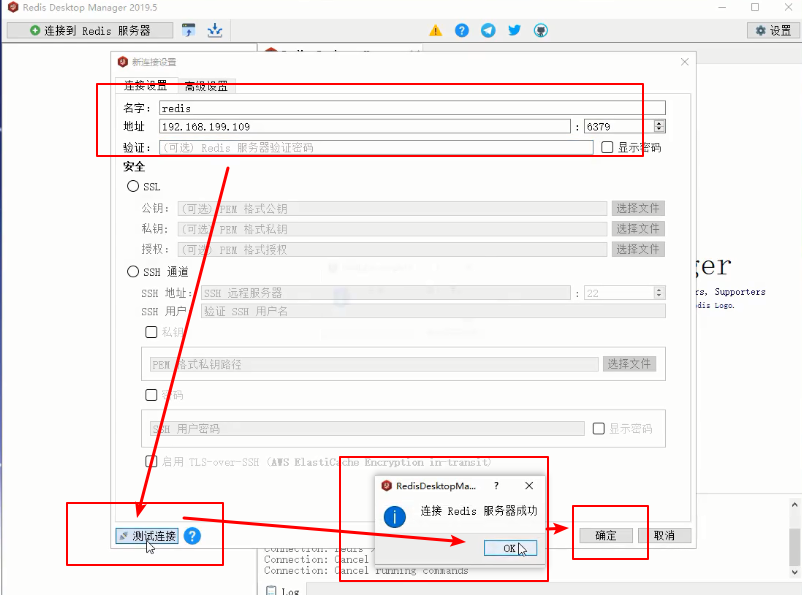 Redis Desktop Manager 2019.5
连接到 Redis 服务器
设置
新连接设置
连接设置 高级设置
名字: redis
地址 192.168.199.109 : 6379
验证: (可选) Redis 服务器验证密码 显示密码
安全
SSL
公钥: (可选) PEM 格式公钥 选择文件
私钥: (可选) PEM 格式私钥 选择文件
授权: (可选) PEM 格式授权 选择文件
ger
SSH 通道
rs, Supporters
SSH 地址: SSH 远程服务器 : 22
edis Logo.
SSH 用户: 验证 SSH 用户名
私钥
PEM 格式私钥路径 选择文件
密码
SSH 用户密码 显示密码
启用 TLS-over-SSH (AWS ElastiCache Encryption in-transit)
RedisDesktopMa... ?
连接 Redis 服务器成功
测试连接 ?
OK
确定 取消
Connection: Redis
Connection: Cancel
Connection: Cancel running commands
Log